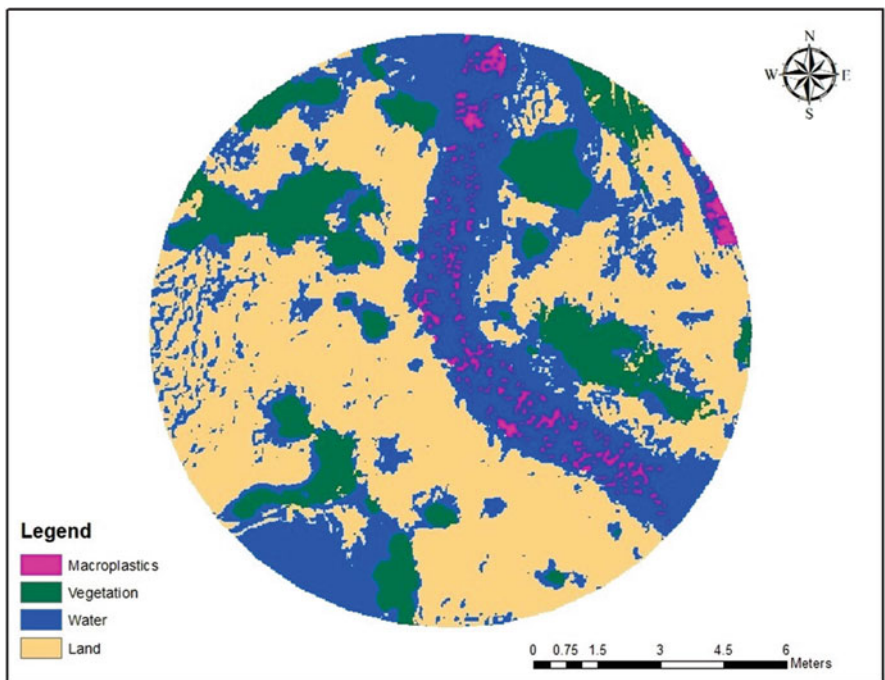 N
W E
S
Legend
Macroplastics
Vegetation
Water
Land
0 0.75 1.5 3 4.5 6
Meters